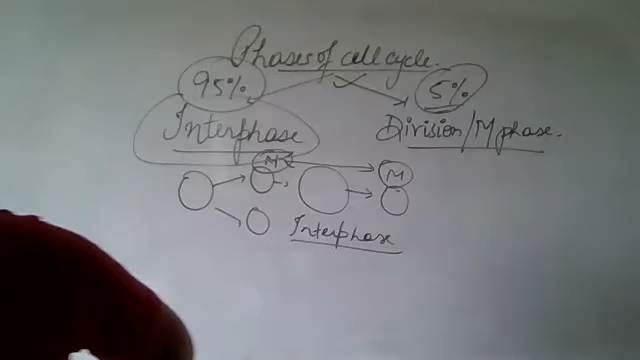 Phases of cell cycle.
95% 5%
Interphase Division/M phase.
M M
Interphase